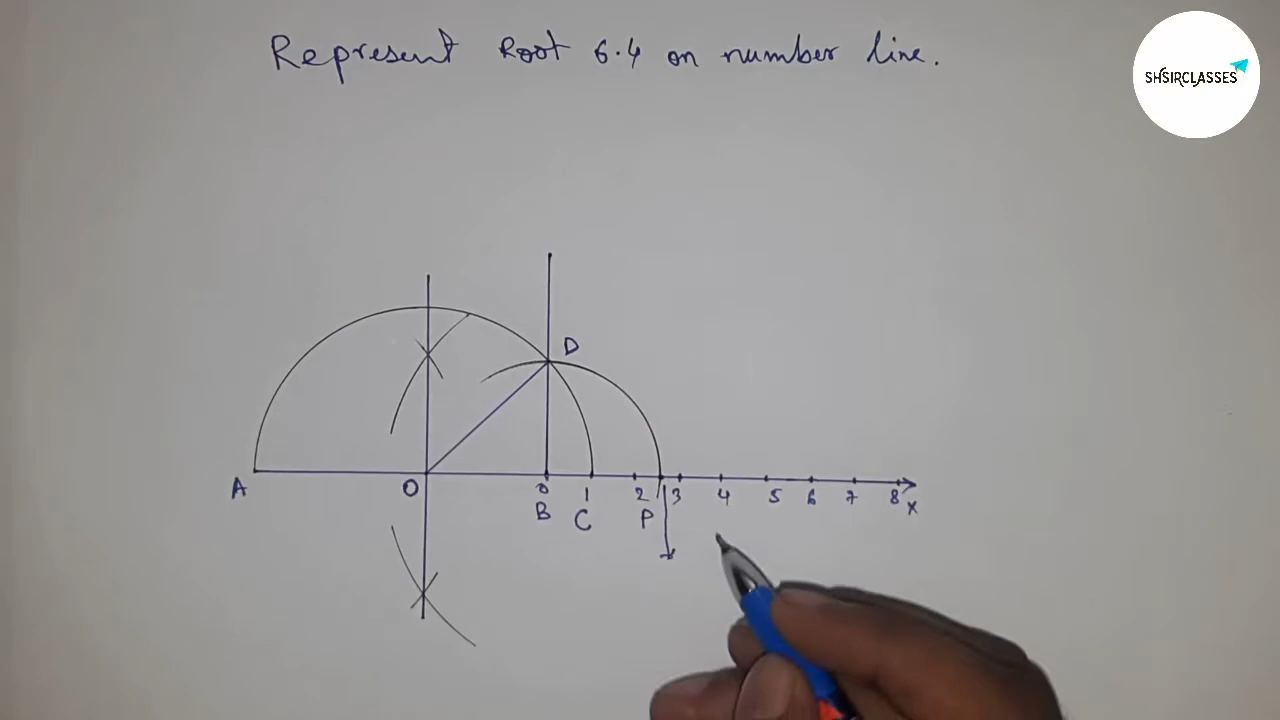 Represent Root 6.4 on number line.
SHSIRCLASSES
D
A O 0 1 2 3 4 5 6 7 8 X
B C P